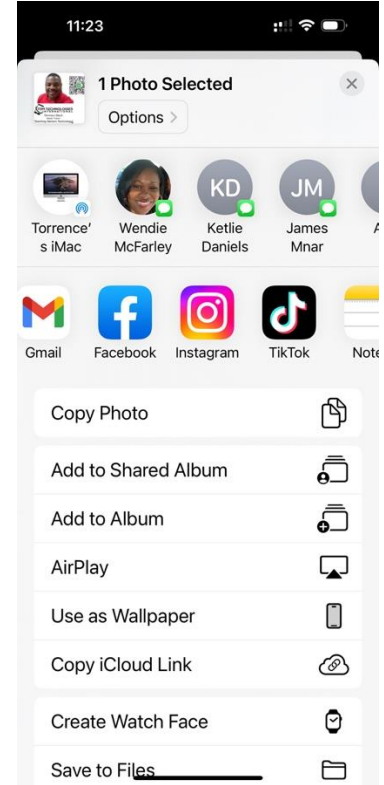 11:23
1 Photo Selected
Options
Torrence'
s iMac
Wendie
McFarley
KD
Ketlie
Daniels
JM
James
Mnar
A
Gmail
Facebook
Instagram
TikTok
Note
Copy Photo
Add to Shared Album
Add to Album
AirPlay
Use as Wallpaper
Copy iCloud Link
Create Watch Face
Save to Files